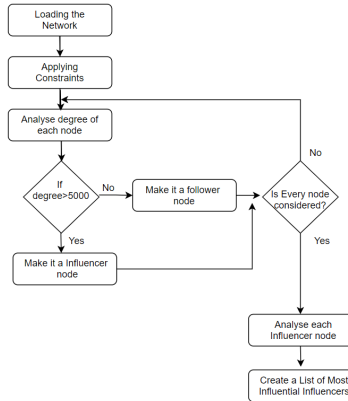 Loading the
Network
Applying
Constraints
Analyse degree of
each node
If
degree>5000
No
Make it a follower
node
Yes
Make it a Influencer
node
Is Every node
considered?
No
Yes
Analyse each
Influencer node
Create a List of Most
Influential Influencers